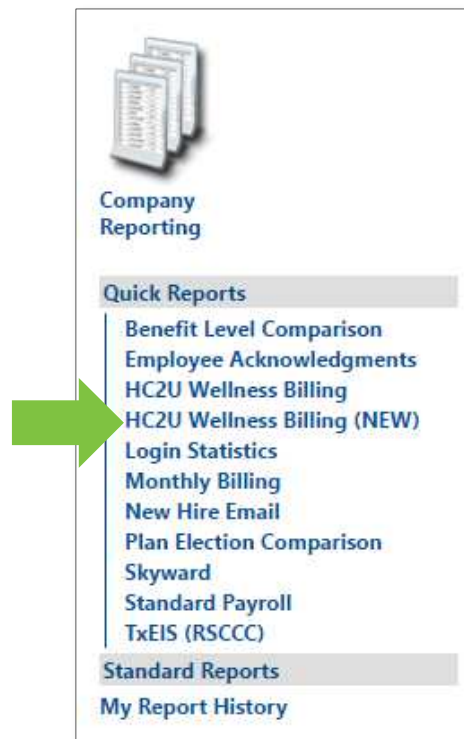 Company
Reporting
Quick Reports
Benefit Level Comparison
Employee Acknowledgments
HC2U Wellness Billing
HC2U Wellness Billing (NEW)
Login Statistics
Monthly Billing
New Hire Email
Plan Election Comparison
Skyward
Standard Payroll
TxEIS (RSCCC)
Standard Reports
My Report History